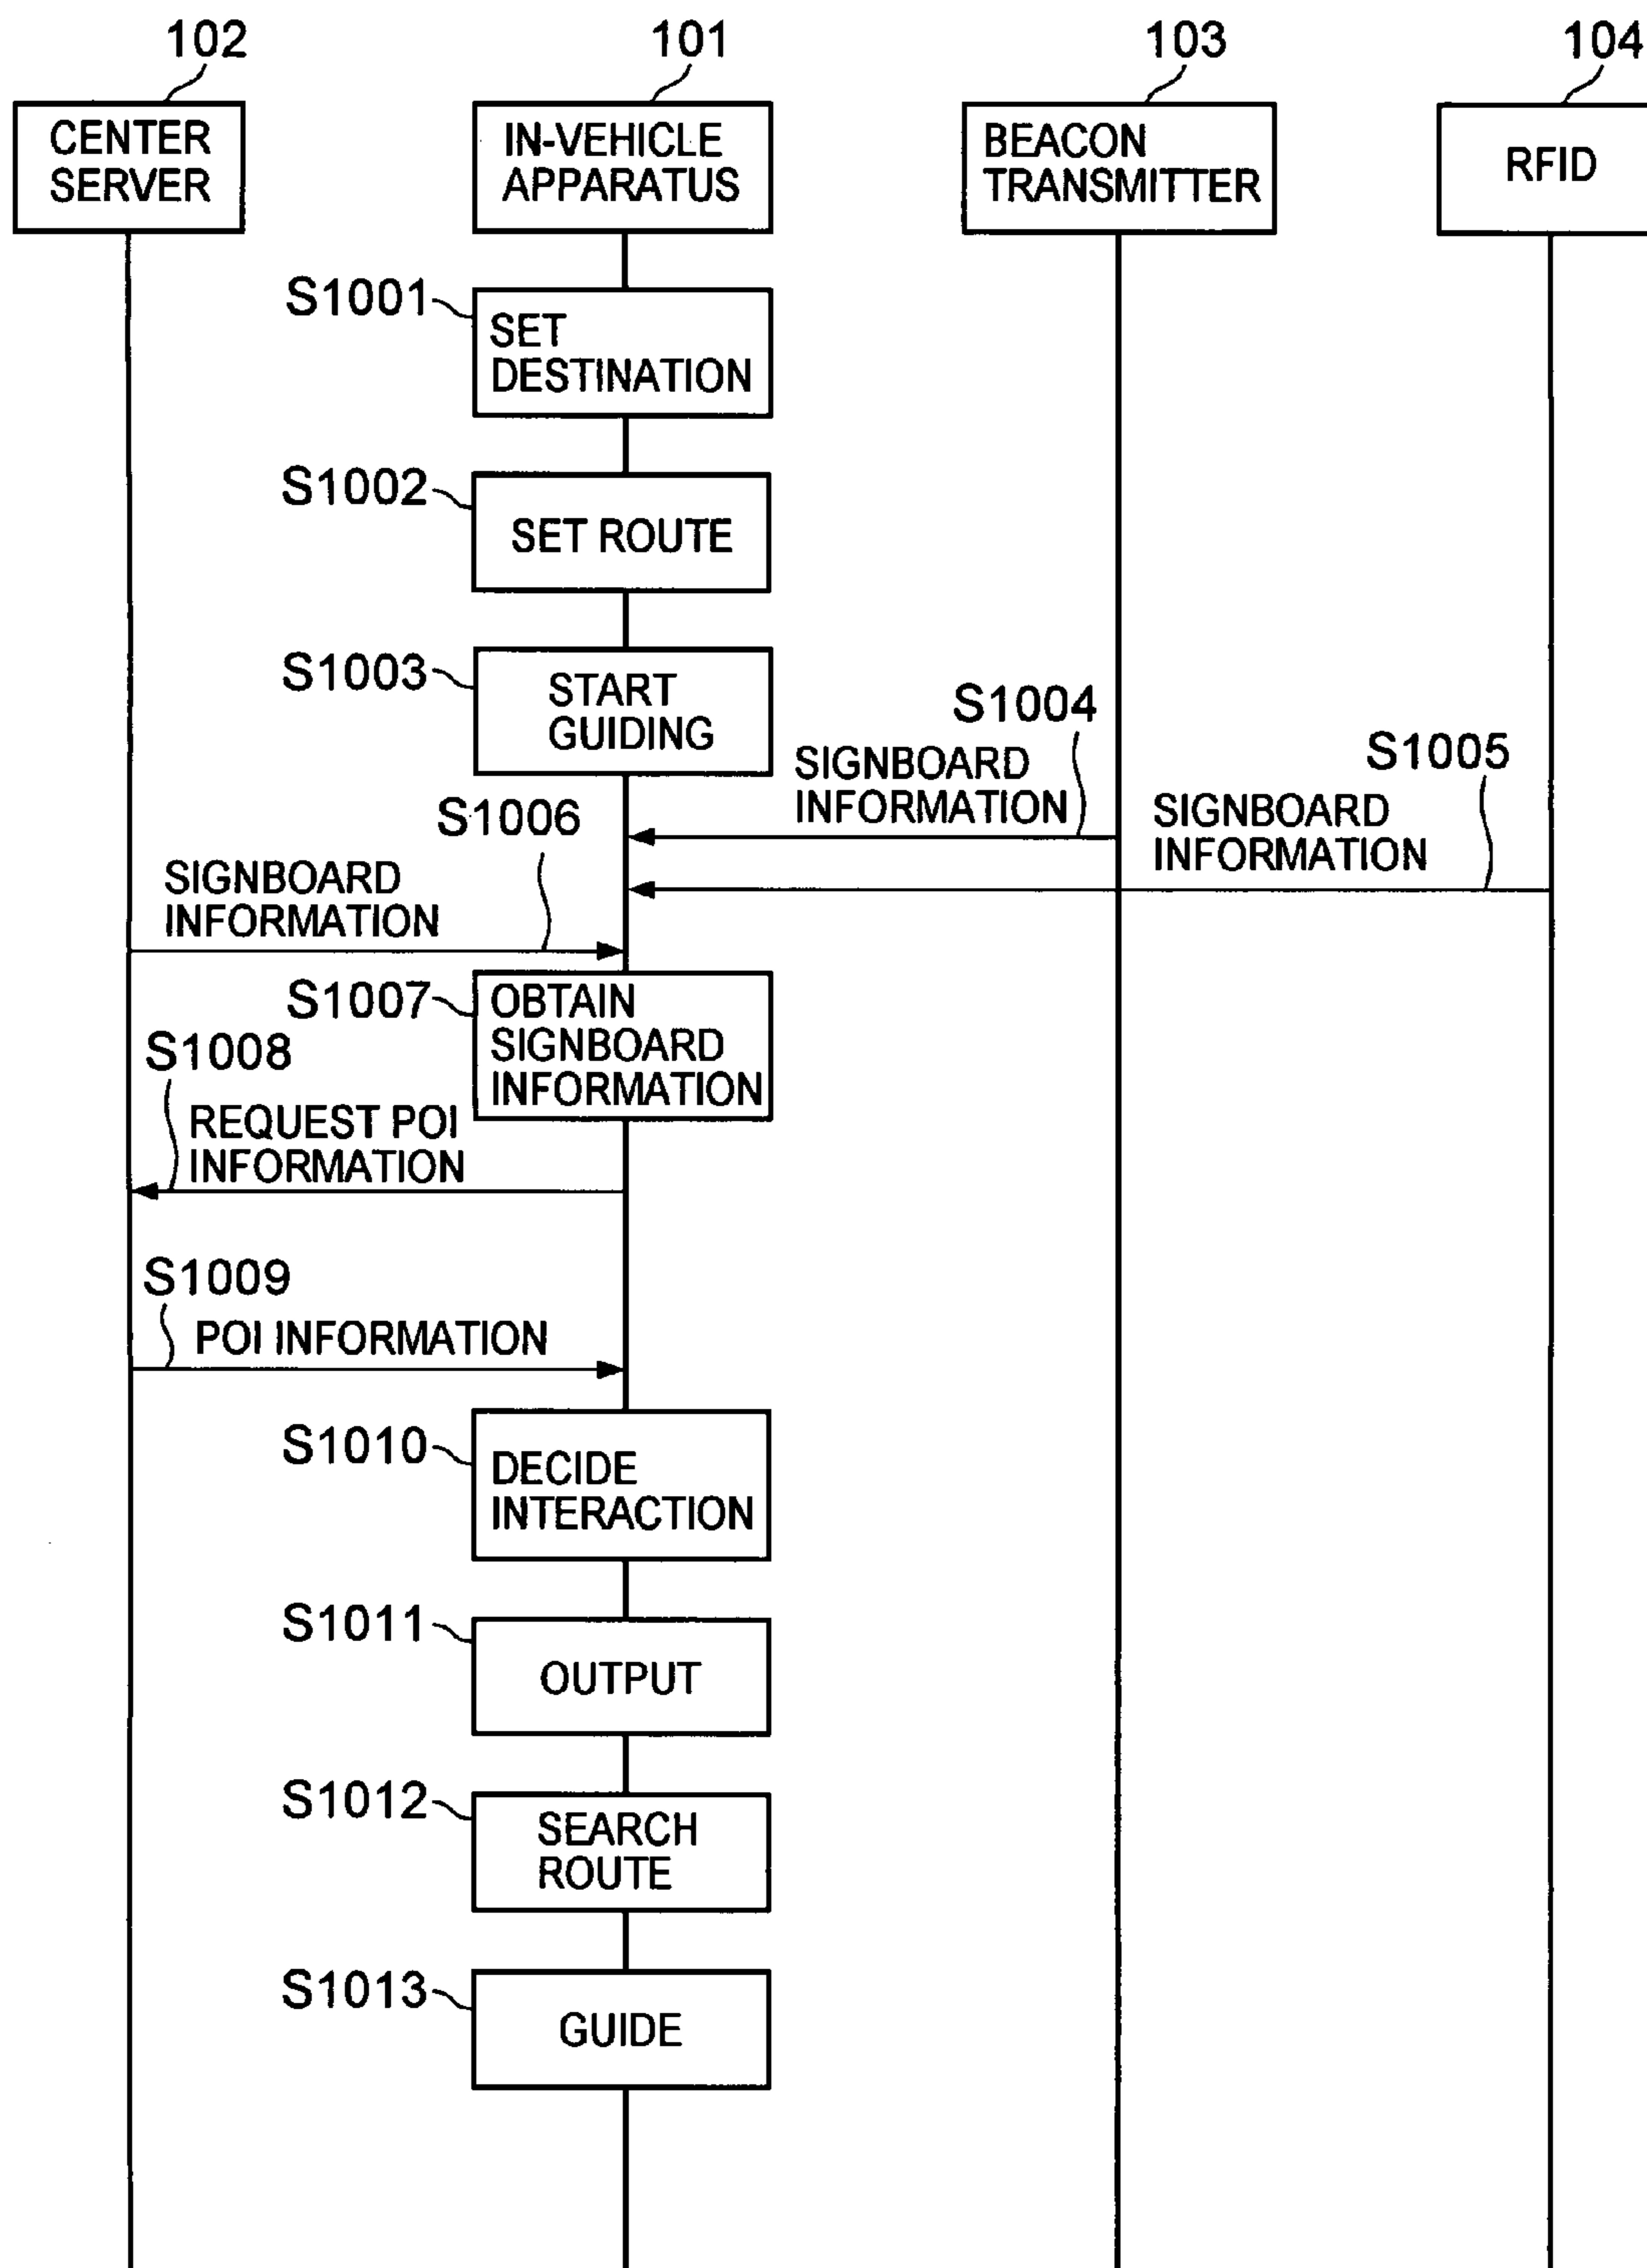 102
101
103
104
CENTER
SERVER
IN-VEHICLE
APPARATUS
BEACON
TRANSMITTER
RFID
S1001
SET
DESTINATION
S1002
SET ROUTE
S1003
START
GUIDING
S1004
SIGNBOARD
INFORMATION
S1005
SIGNBOARD
INFORMATION
S1006
SIGNBOARD
INFORMATION
S1007
OBTAIN
SIGNBOARD
INFORMATION
S1008
REQUEST POI
INFORMATION
S1009
POI INFORMATION
S1010
DECIDE
INTERACTION
S1011
OUTPUT
S1012
SEARCH
ROUTE
S1013
GUIDE